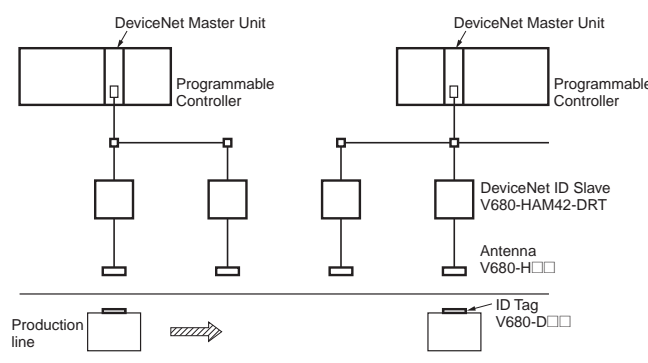 DeviceNet Master Unit
DeviceNet Master Unit
Programmable
Controller
Programmable
Controller
DeviceNet ID Slave
V680-HAM42-DRT
Antenna
V680-H□□
ID Tag
V680-D□□
Production
line